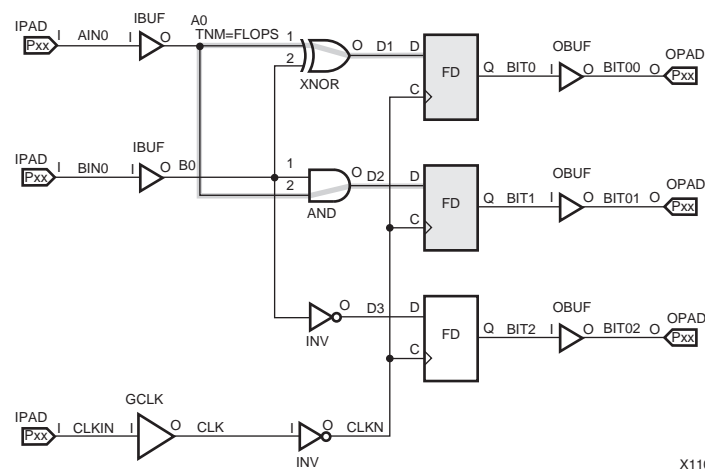 IPAD IBUF A0 OBUF OPAD
Pxx I AIN0 I O TNM=FLOPS 1 2 XNOR O D1 D FD C Q BIT0 I O BIT00 O Pxx
IPAD IBUF OBUF OPAD
Pxx I BIN0 I O B0 1 2 AND O D2 D FD C Q BIT1 I O BIT01 O Pxx
INV O D3 D FD C Q BIT2 OBUF I O BIT02 O OPAD Pxx
IPAD GCLK
Pxx I CLKIN I O CLK I O CLKN
INV